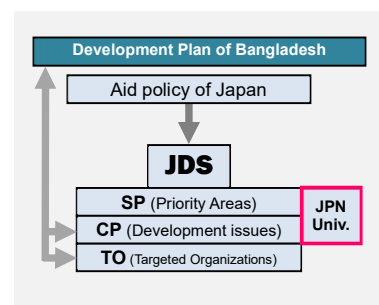 Development Plan of Bangladesh
Aid policy of Japan
JDS
SP (Priority Areas)
CP (Development issues)
TO (Targeted Organizations)
JPN
Univ.